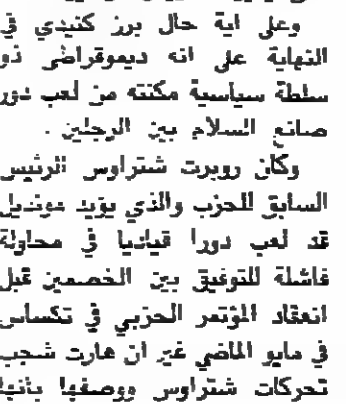 وعلى اية حال برز كنيدي في
النهاية على انه ديموقراطي ذو
سلطة سياسية مكنته من لعب دور
صانع السلام بين الرجلين .
وكان روبرت شتراوس الرئيس
السابق للحزب والذي يؤيد مونديل
قد لعب دورا قياديا في محاولة
فاشلة للتوفيق بين الخصمين قبل
انعقاد المؤتمر الحزبي في تكساس
في مايو الماضي غير ان هارت شجب
تحركات شتراوس ووصفها بانها